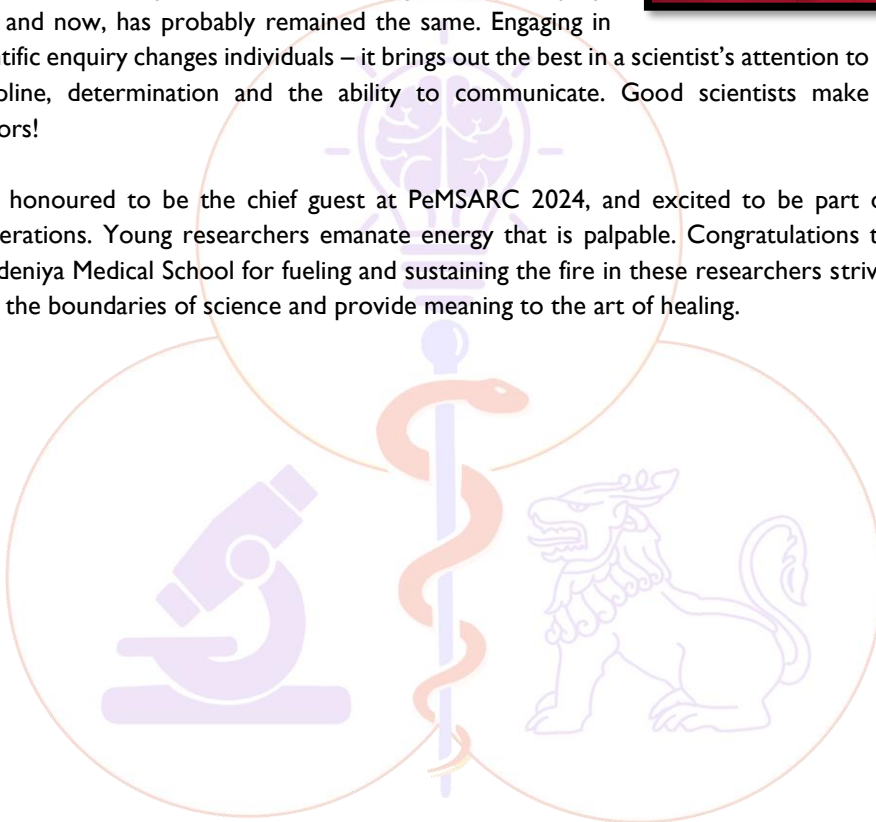 and now, has probably remained the same. Engaging in
ntific enquiry changes individuals – it brings out the best in a scientist's attention to
oline, determination and the ability to communicate. Good scientists make
ors!
honoured to be the chief guest at PeMSARC 2024, and excited to be part o
erations. Young researchers emanate energy that is palpable. Congratulations t
deniya Medical School for fueling and sustaining the fire in these researchers striv
the boundaries of science and provide meaning to the art of healing.